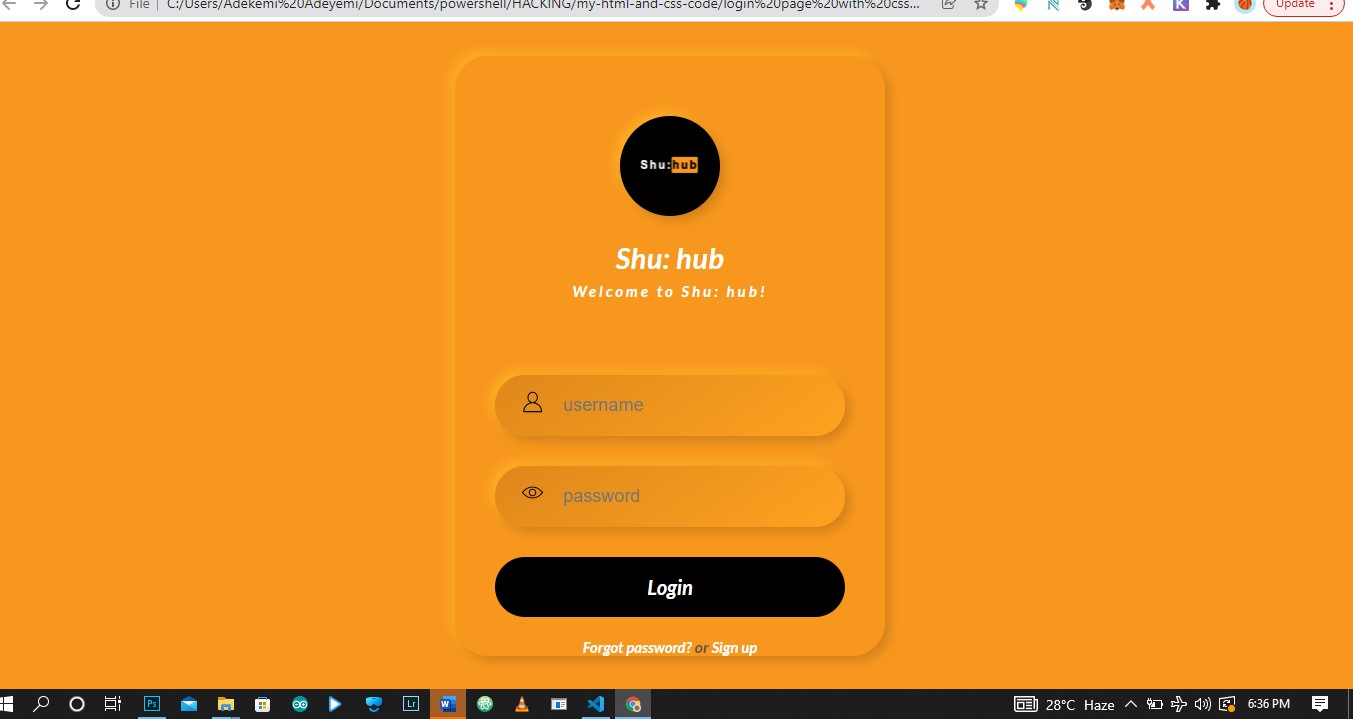 File
C:/Users/Adekemi%20Adeyemi/Documents/powershell/HACKING/my-html-and-css-code/login%20page%20with%20css...
K
Update
Shu:hub
Shu: hub
Welcome to Shu: hub!
username
password
Login
Forgot password? or Sign up
Ps
Lr
W
28°C Haze
6:36 PM